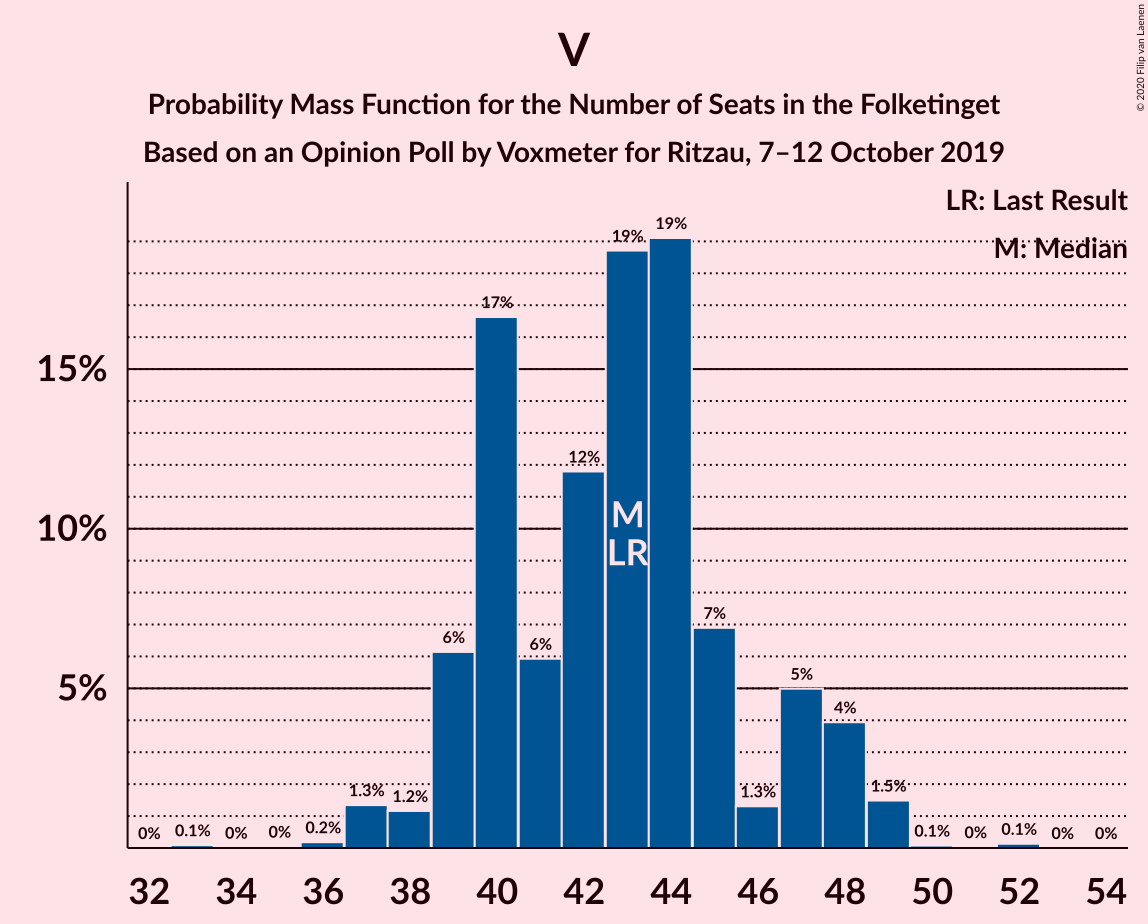 V
Probability Mass Function for the Number of Seats in the Folketinget
Based on an Opinion Poll by Voxmeter for Ritzau, 7–12 October 2019
© 2020 Filip van Laenen
LR: Last Result
M: Median
15%
10%
5%
0%
0.1%
0%
0%
0.2%
1.3%
1.2%
6%
17%
6%
12%
19%
19%
7%
1.3%
5%
4%
1.5%
0.1%
0%
0.1%
0%
0%
M
LR
32 34 36 38 40 42 44 46 48 50 52 54